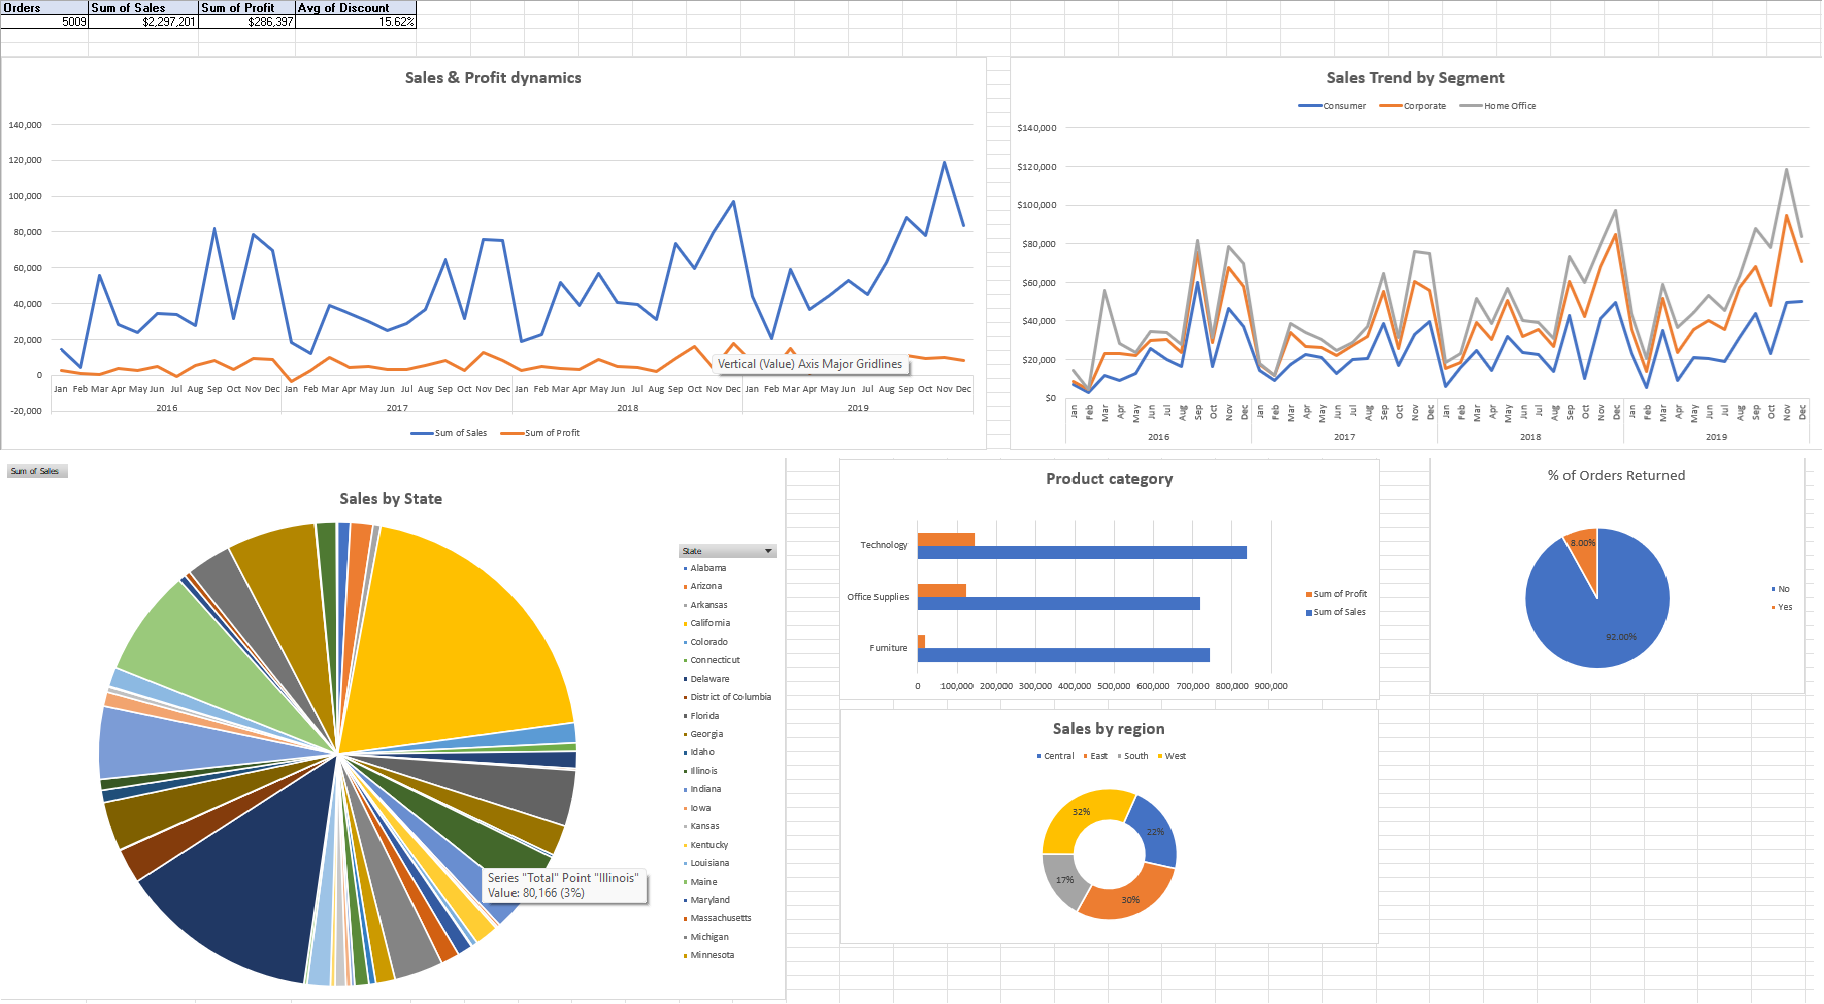 Orders Sum of Sales Sum of Profit Avg of Discount
5009 $2,297,201 $286,397 15.62%
Sales & Profit dynamics
140,000
120,000
100,000
80,000
60,000
40,000
20,000
0
-20,000
Jan Feb Mar Apr May Jun Jul Aug Sep Oct Nov Dec Jan Feb Mar Apr May Jun Jul Aug Sep Oct Nov Dec Jan Feb Mar Apr May Jun Jul Aug Sep Oct Nov Dec Jan Feb Mar Apr May Jun Jul Aug Sep Oct Nov Dec
2016 2017 2018 2019
Vertical (Value) Axis Major Gridlines
Sum of Sales Sum of Profit
Sales Trend by Segment
Consumer Corporate Home Office
$140,000
$120,000
$100,000
$80,000
$60,000
$40,000
$20,000
$0
Jan Feb Mar Apr May Jun Jul Aug Sep Oct Nov Dec Jan Feb Mar Apr May Jun Jul Aug Sep Oct Nov Dec Jan Feb Mar Apr May Jun Jul Aug Sep Oct Nov Dec Jan Feb Mar Apr May Jun Jul Aug Sep Oct Nov Dec
2016 2017 2018 2019
Sum of Sales
Sales by State
State
Alabama
Arizona
Arkansas
California
Colorado
Connecticut
Delaware
District of Columbia
Florida
Georgia
Idaho
Illinois
Indiana
Iowa
Kansas
Kentucky
Louisiana
Maine
Maryland
Massachusetts
Michigan
Minnesota
Series "Total" Point "Illinois"
Value: 80,166 (3%)
Product category
Technology
Office Supplies
Furniture
0 100,000 200,000 300,000 400,000 500,000 600,000 700,000 800,000 900,000
Sum of Profit
Sum of Sales
% of Orders Returned
8.00%
92.00%
No
Yes
Sales by region
Central East South West
32%
22%
17%
30%